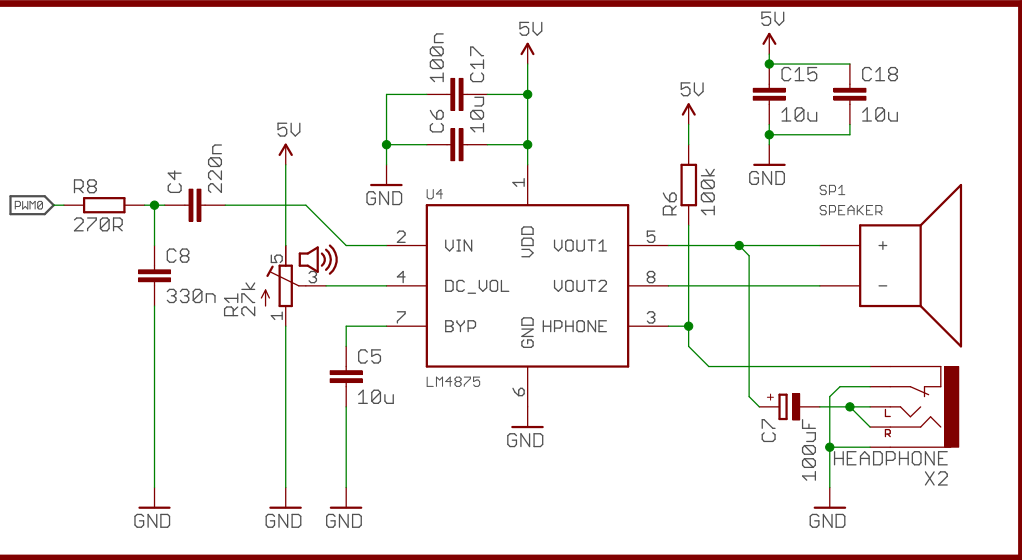 5V
5V
100n
C17
C15
C18
C6
10u
10u
10u
5V
5V
1
GND
R6
100k
GND
R8
C4
220n
PWM0
270R
U4
SP1
SPEAKER
2
VIN
VDD
VOUT1
5
+
C8
5
3
4
DC_VOL
VOUT2
8
-
330n
R1
27k
1
7
BYP
GND
HPHONE
3
C5
10u
LM4875
6
GND
+
C7
100uF
L
R
HEADPHONE
X2
GND
GND
GND
GND